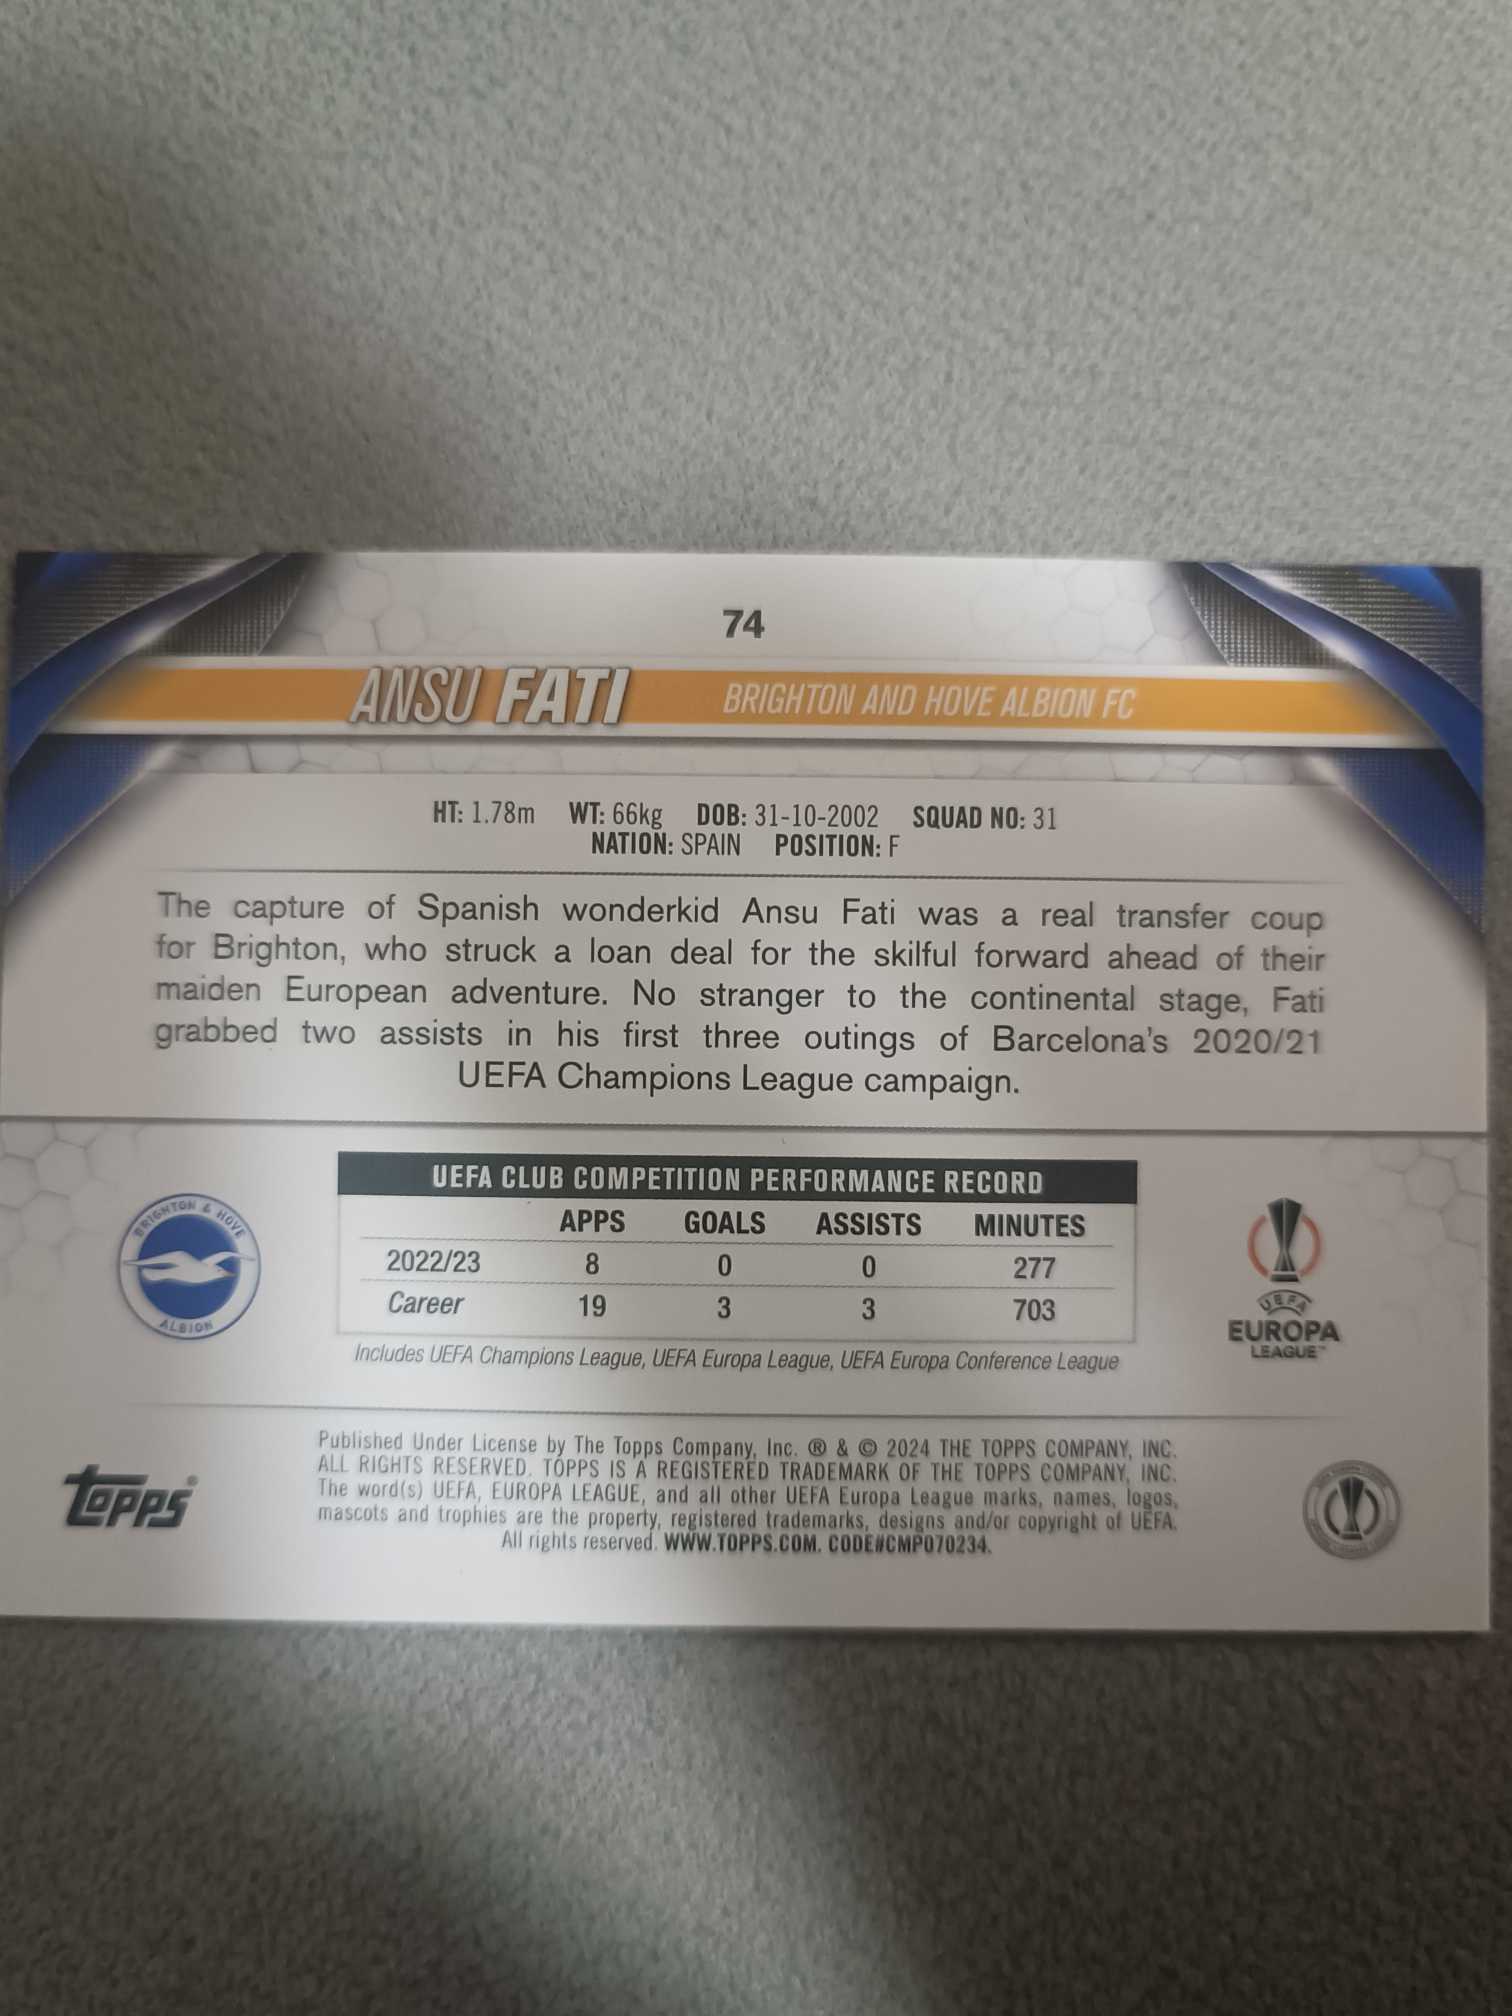 74
ANSU FATI BRIGHTON AND HOVE ALBION FC
HT: 1.78m WT: 66kg DOB: 31-10-2002 SQUAD NO: 31
NATION: SPAIN POSITION: F
The capture of Spanish wonderkid Ansu Fati was a real transfer coup
for Brighton, who struck a loan deal for the skilful forward ahead of their
maiden European adventure. No stranger to the continental stage, Fati
grabbed two assists in his first three outings of Barcelona's 2020/21
UEFA Champions League campaign.
UEFA CLUB COMPETITION PERFORMANCE RECORD
APPS GOALS ASSISTS MINUTES
2022/23 8 0 0 277
Career 19 3 3 703
Includes UEFA Champions League, UEFA Europa League, UEFA Europa Conference League
BRIGHTON & HOVE
ALBION
UEFA
EUROPA
LEAGUE™
Topps®
Published Under License by The Topps Company, Inc. ® & © 2024 THE TOPPS COMPANY, INC.
ALL RIGHTS RESERVED. TOPPS IS A REGISTERED TRADEMARK OF THE TOPPS COMPANY, INC.
The word(s) UEFA, EUROPA LEAGUE, and all other UEFA Europa League marks, names, logos,
mascots and trophies are the property, registered trademarks, designs and/or copyright of UEFA.
All rights reserved. WWW.TOPPS.COM. CODE#CMP070234.